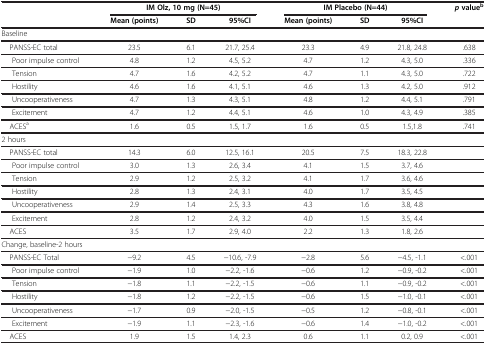 IM Olz, 10 mg (N=45) IM Placebo (N=44) p value^b
Mean (points) SD 95%CI Mean (points) SD 95%CI
Baseline
PANSS-EC total 23.5 6.1 21.7, 25.4 23.3 4.9 21.8, 24.8 .638
Poor impulse control 4.8 1.2 4.5, 5.2 4.7 1.2 4.3, 5.0 .336
Tension 4.7 1.6 4.2, 5.2 4.7 1.1 4.3, 5.0 .722
Hostility 4.6 1.6 4.1, 5.1 4.6 1.3 4.2, 5.0 .912
Uncooperativeness 4.7 1.3 4.3, 5.1 4.8 1.2 4.4, 5.1 .791
Excitement 4.7 1.2 4.4, 5.1 4.6 1.0 4.3, 4.9 .385
ACES^a 1.6 0.5 1.5, 1.7 1.6 0.5 1.5,1.8 .741
2 hours
PANSS-EC total 14.3 6.0 12.5, 16.1 20.5 7.5 18.3, 22.8
Poor impulse control 3.0 1.3 2.6, 3.4 4.1 1.5 3.7, 4.6
Tension 2.9 1.2 2.5, 3.2 4.1 1.7 3.6, 4.6
Hostility 2.8 1.3 2.4, 3.1 4.0 1.7 3.5, 4.5
Uncooperativeness 2.9 1.4 2.5, 3.3 4.3 1.6 3.8, 4.8
Excitement 2.8 1.2 2.4, 3.2 4.0 1.5 3.5, 4.4
ACES 3.5 1.7 2.9, 4.0 2.2 1.3 1.8, 2.6
Change, baseline-2 hours
PANSS-EC Total −9.2 4.5 −10.6, -7.9 −2.8 5.6 −4.5, -1.1 <.001
Poor impulse control −1.9 1.0 −2.2, -1.6 −0.6 1.2 −0.9, -0.2 <.001
Tension −1.8 1.1 −2.2, -1.5 −0.6 1.1 −0.9, -0.2 <.001
Hostility −1.8 1.2 −2.2, -1.5 −0.6 1.5 −1.0, -0.1 <.001
Uncooperativeness −1.7 0.9 −2.0, -1.5 −0.5 1.2 −0.8, -0.1 <.001
Excitement −1.9 1.1 −2.3, -1.6 −0.6 1.4 −1.0, -0.2 <.001
ACES 1.9 1.5 1.4, 2.3 0.6 1.1 0.2, 0.9 <.001